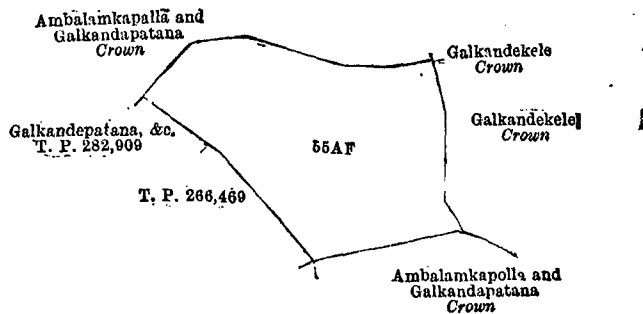 Ambalamkapalla and
Galkandapatana
Crown
Galkandekele
Crown
Galkandekele
Crown
Galkandepatana, &c.
T. P. 282,909
55AF
T. P. 266,469
Ambalamkapolla and
Galkandapatana
Crown